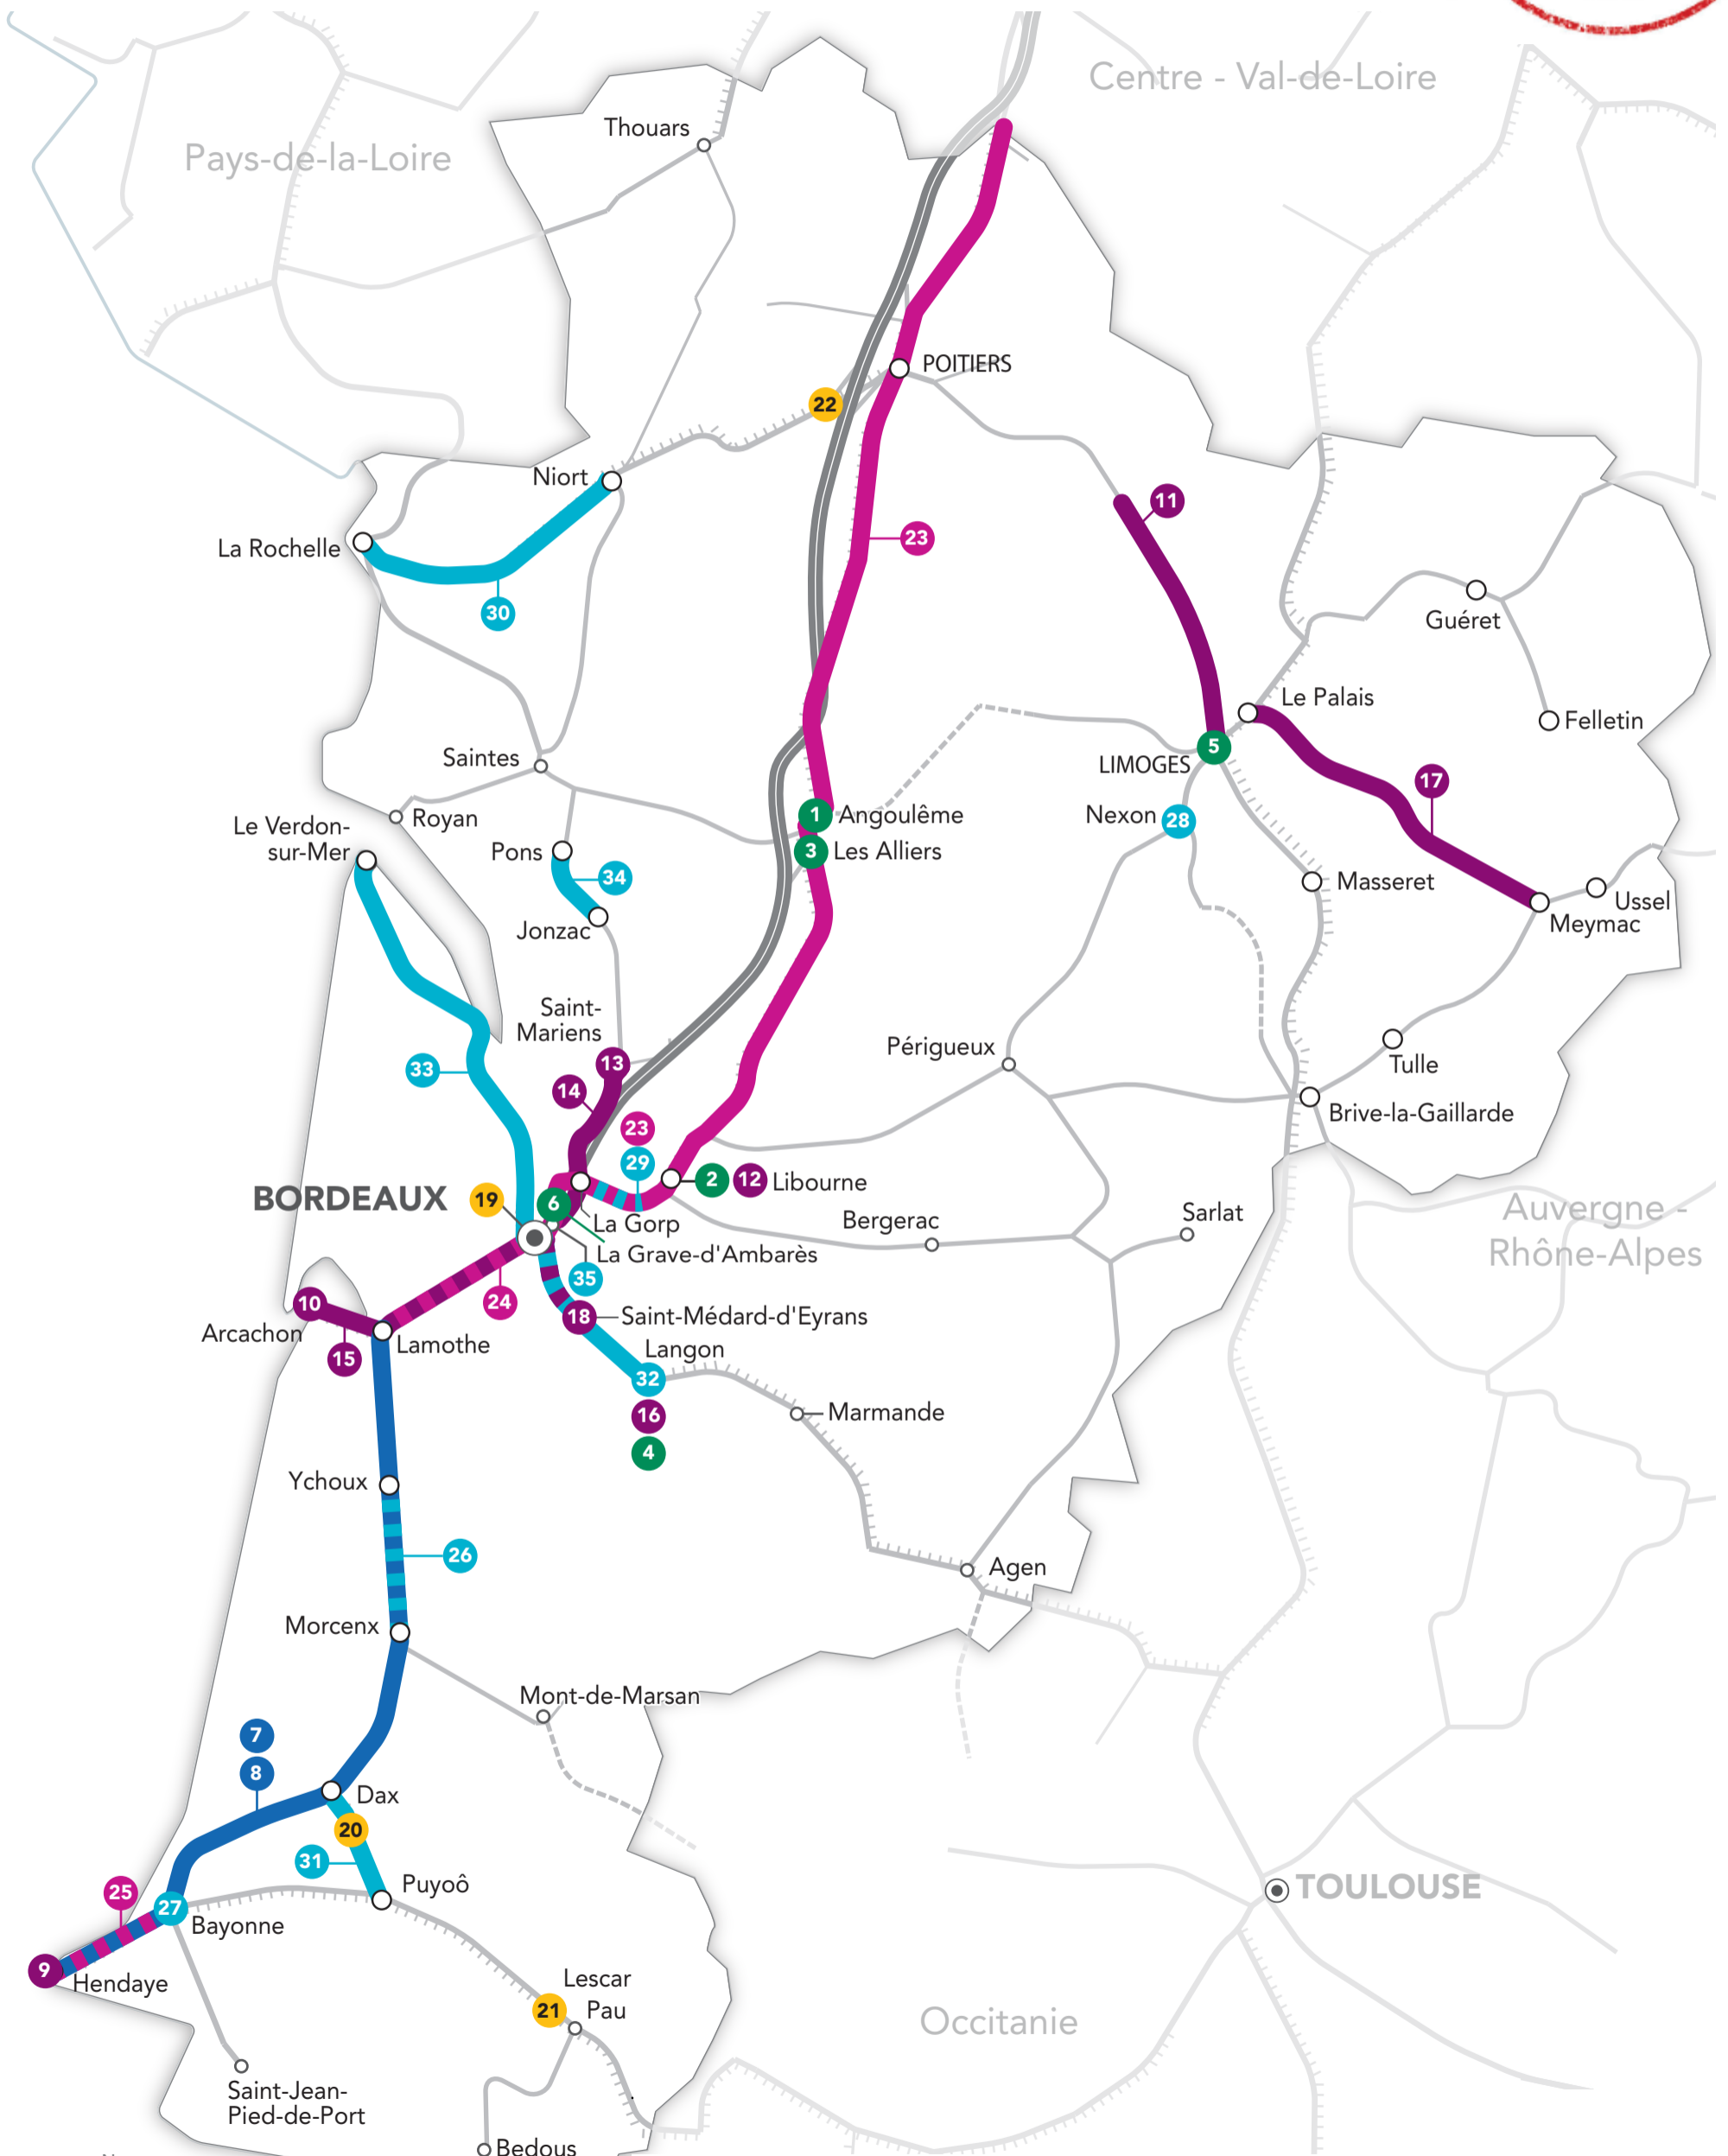 Centre - Val-de-Loire
Pays-de-la-Loire
Thouars
POITIERS
22
Niort
11
23
La Rochelle
30
Guéret
Le Palais
Felletin
5
LIMOGES
Saintes
17
Royan
1
Angoulême
Nexon
28
Le Verdon-
sur-Mer
Pons
3
Les Alliers
34
Masseret
Ussel
Jonzac
Meymac
Saint-
Mariens
Périgueux
13
33
14
Tulle
Brive-la-Gaillarde
23
29
2
12
Libourne
BORDEAUX
19
6
La Gorp
Bergerac
Sarlat
Auvergne -
Rhône-Alpes
La Grave-d'Ambarès
35
10
24
Arcachon
18
Saint-Médard-d'Eyrans
Lamothe
15
Langon
32
16
4
Marmande
Ychoux
26
Agen
Morcenx
Mont-de-Marsan
7
8
Dax
20
31
Puyoô
TOULOUSE
25
27
Bayonne
9
Hendaye
Lescar
21
Pau
Occitanie
Saint-Jean-
Pied-de-Port
Bedous